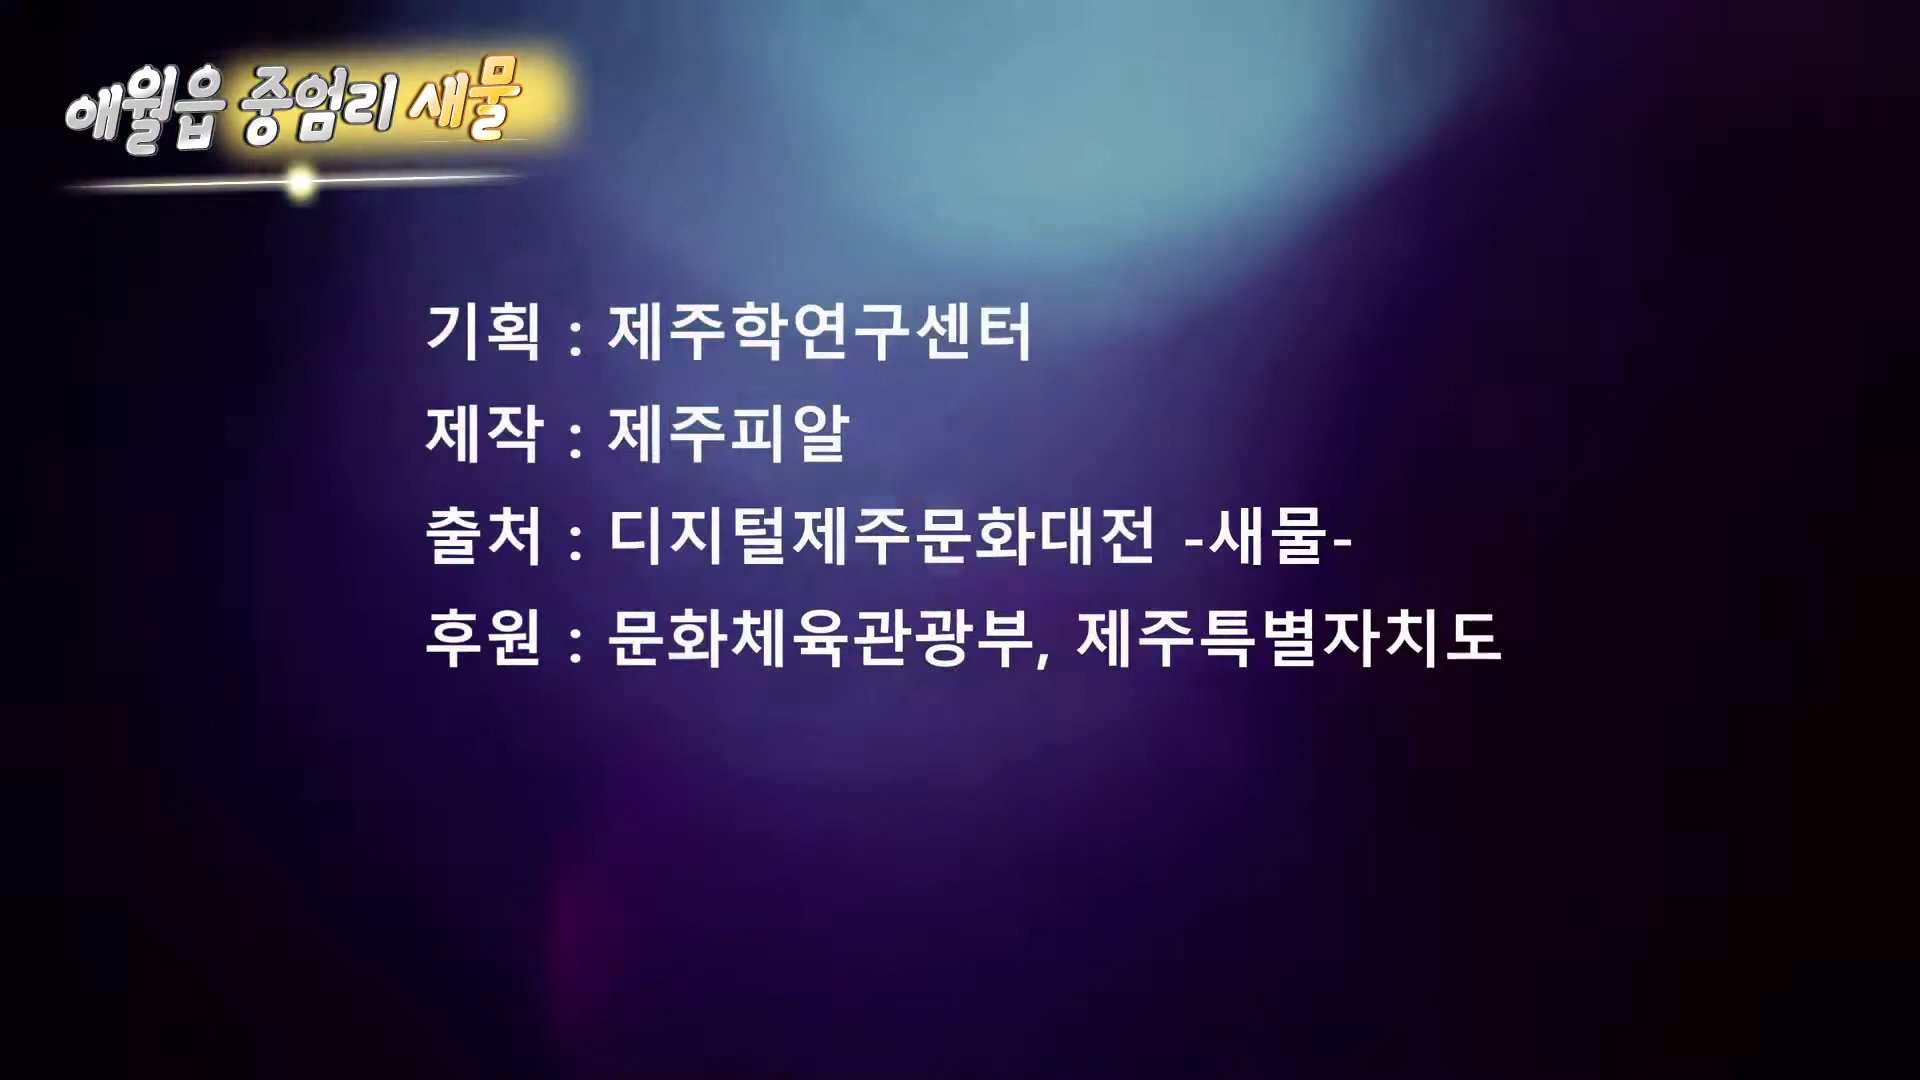 애월읍 중엄리 새물
기획 : 제주학연구센터
제작 : 제주피알
출처 : 디지털제주문화대전 -새물-
후원 : 문화체육관광부, 제주특별자치도